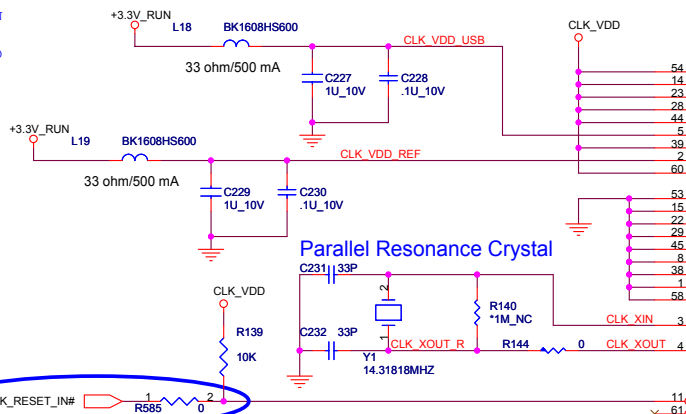 +3.3V_RUN
L18
BK1608HS600
CLK_VDD_USB
CLK_VDD
33 ohm/500 mA
C227
1U_10V
C228
.1U_10V
54
14
23
28
44
5
39
2
60
+3.3V_RUN
L19
BK1608HS600
CLK_VDD_REF
33 ohm/500 mA
C229
1U_10V
C230
.1U_10V
53
15
22
29
45
8
38
1
58
Parallel Resonance Crystal
C231
33P
2
1
R140
*1M_NC
CLK_XIN
3
CLK_VDD
R139
10K
C232
33P
CLK_XOUT_R
R144
0
CLK_XOUT
4
Y1
14.31818MHZ
K_RESET_IN#
1
2
R585
0
11
61